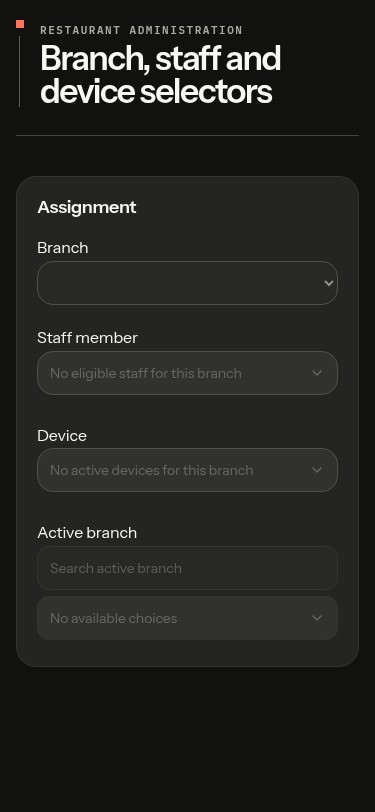 RESTAURANT ADMINISTRATION
Branch, staff and
device selectors
Assignment
Branch
Staff member
No eligible staff for this branch
Device
No active devices for this branch
Active branch
Search active branch
No available choices